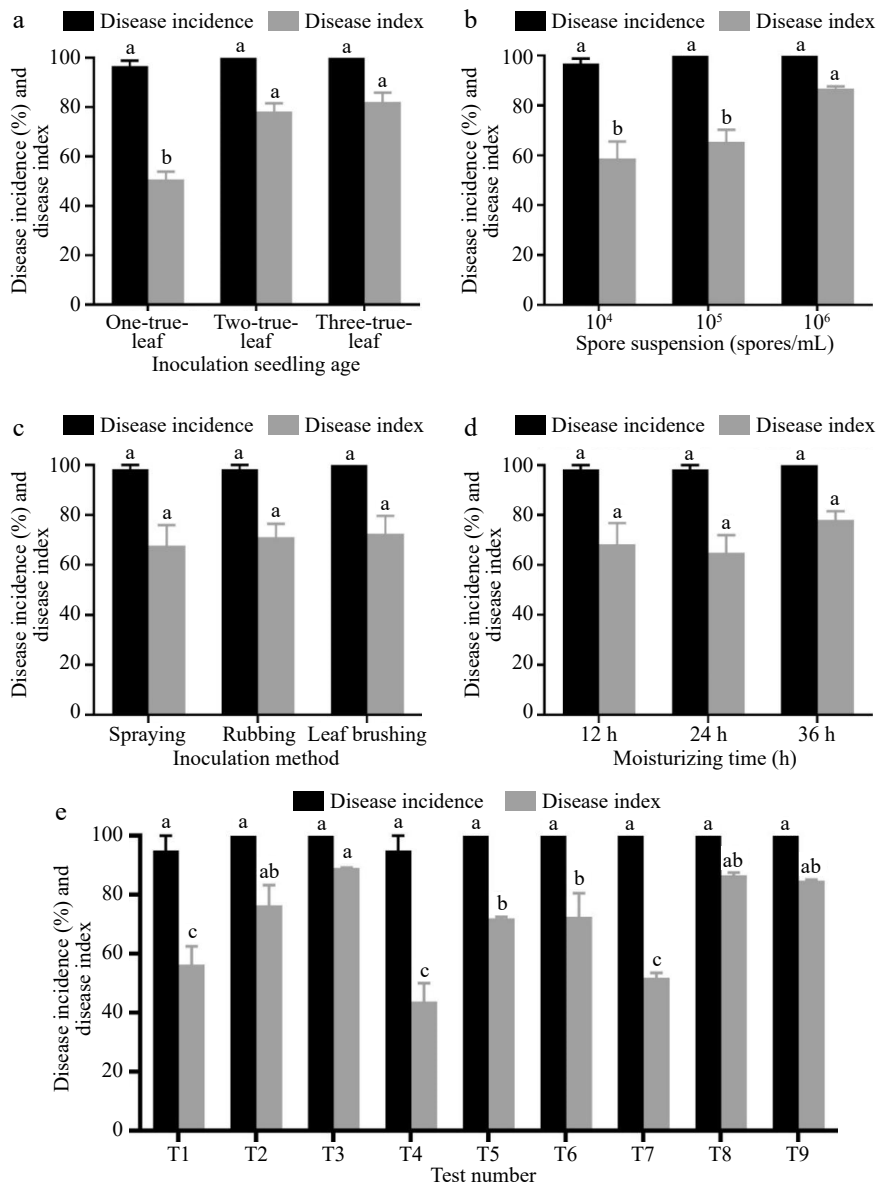 a
Disease incidence Disease index
Disease incidence (%) and
disease index
100
80
60
40
20
0
a a a
b a a
One-true-
leaf
Two-true-
leaf
Three-true-
leaf
Inoculation seedling age
b
Disease incidence Disease index
Disease incidence (%) and
disease index
100
80
60
40
20
0
a a a
b b a
10⁴ 10⁵ 10⁶
Spore suspension (spores/mL)
c
Disease incidence Disease index
Disease incidence (%) and
disease index
100
80
60
40
20
0
a a a
a a a
Spraying Rubbing Leaf brushing
Inoculation method
d
Disease incidence Disease index
Disease incidence (%) and
disease index
100
80
60
40
20
0
a a a
a a a
12 h 24 h 36 h
Moisturizing time (h)
e
Disease incidence Disease index
Disease incidence (%) and
disease index
100
80
60
40
20
0
a a a a a a a a a
c ab a c b b c ab ab
T1 T2 T3 T4 T5 T6 T7 T8 T9
Test number